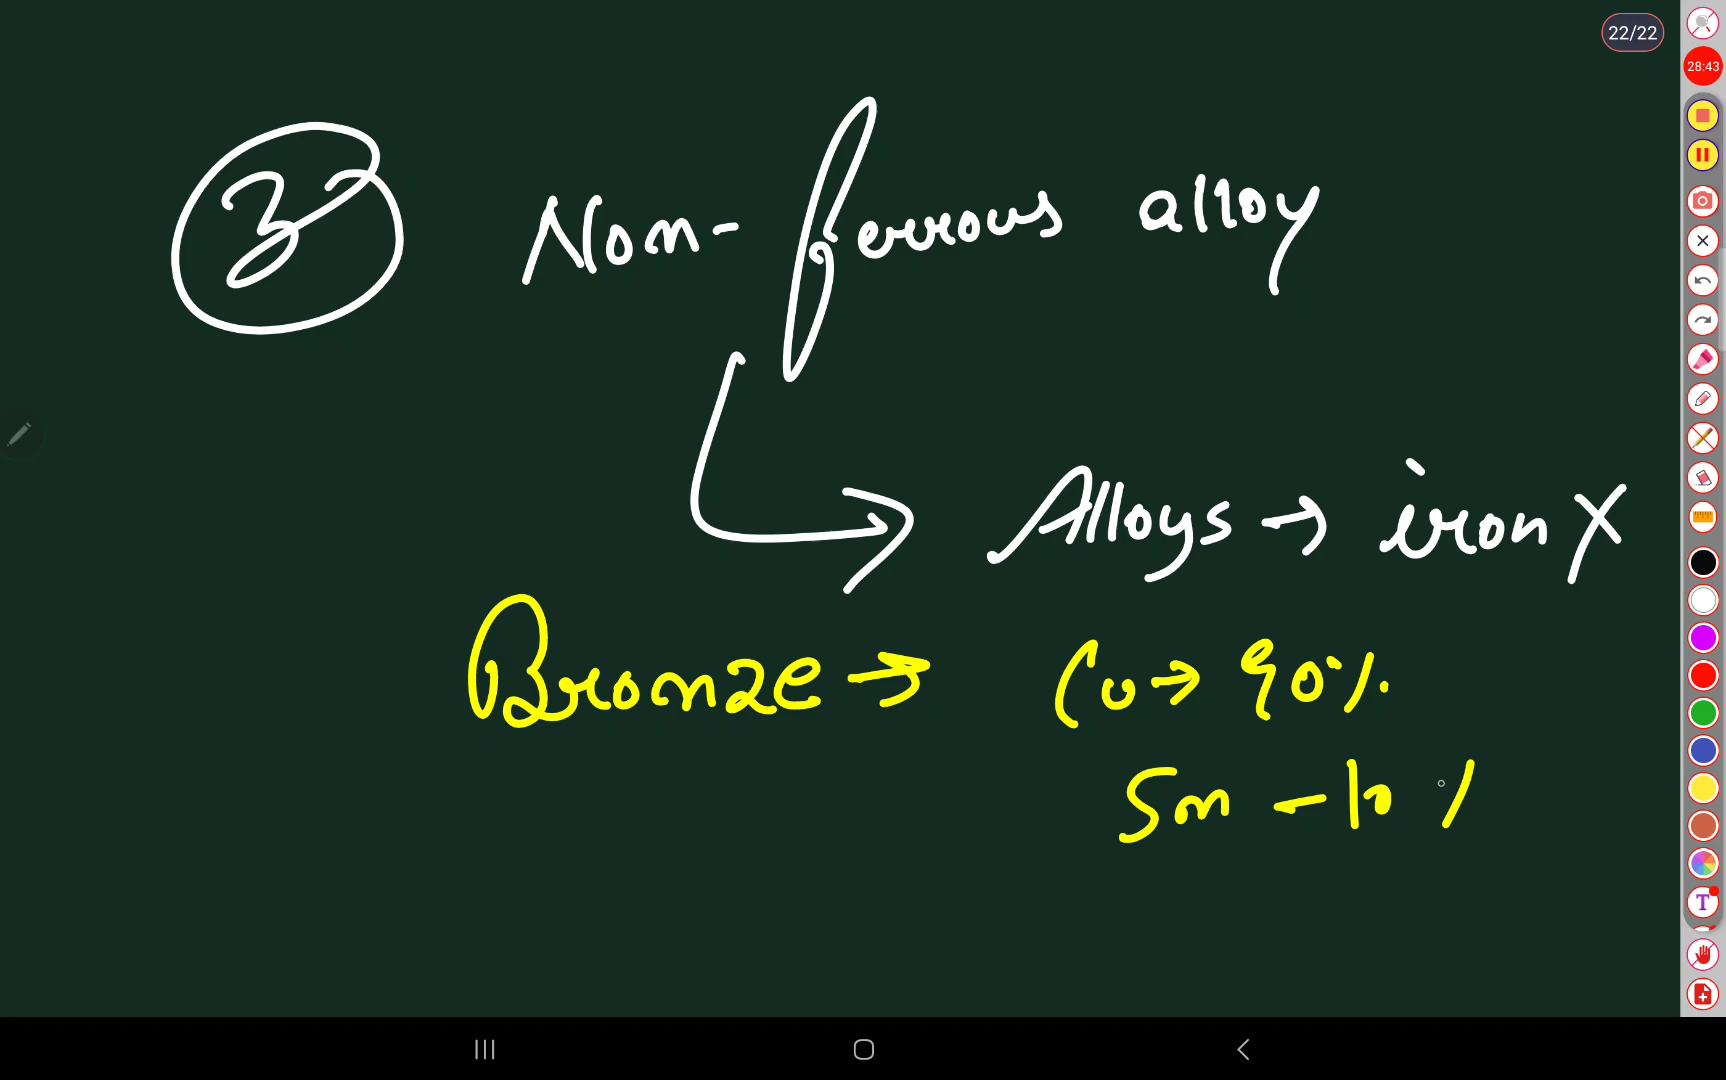 22/22
28:43
3 Non-ferrous alloy
Alloys → iron X
Bronze → Cu → 90%.
Sn - 10 %
T